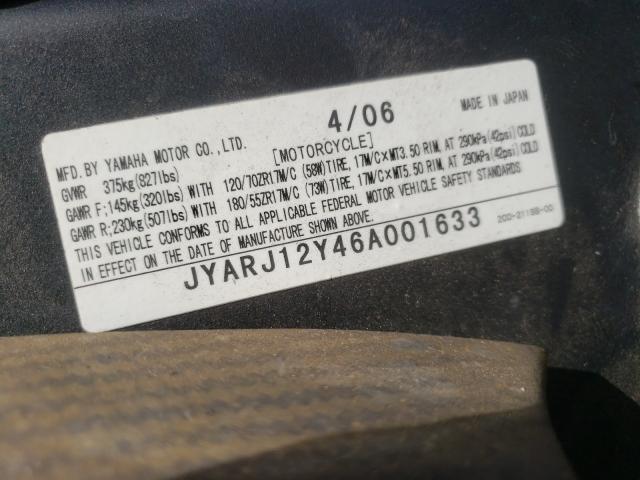 4/06 MADE IN JAPAN
MFD. BY YAMAHA MOTOR CO., LTD. [MOTORCYCLE]
GVWR 375kg(827lbs)
GAWR F:145kg(320lbs) WITH 120/70ZR17M/C (58W)TIRE, 17M/C×MT3.50 RIM, AT 290kPa(42psi)COLD
GAWR R:230kg(507lbs) WITH 180/55ZR17M/C (73W)TIRE, 17M/C×MT5.50 RIM, AT 290kPa(42psi)COLD
THIS VEHICLE CONFORMS TO ALL APPLICABLE FEDERAL MOTOR VEHICLE SAFETY STANDARDS
IN EFFECT ON THE DATE OF MANUFACTURE SHOWN ABOVE.
JYARJ12Y46A001633